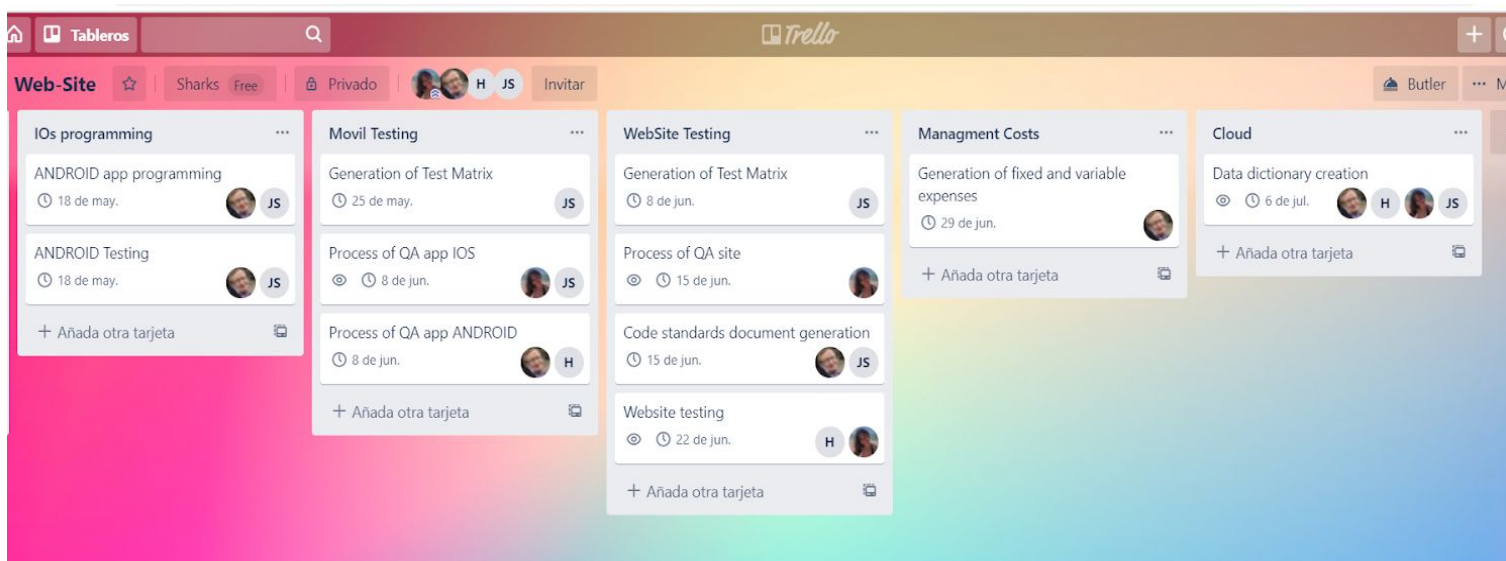 Tableros
Trello
Web-Site
Sharks Free
Privado
H JS
Invitar
Butler
... M
IOs programming
ANDROID app programming
18 de may.
JS
ANDROID Testing
18 de may.
JS
+ Añada otra tarjeta
Movil Testing
Generation of Test Matrix
25 de may.
JS
Process of QA app IOS
8 de jun.
JS
Process of QA app ANDROID
8 de jun.
H
+ Añada otra tarjeta
WebSite Testing
Generation of Test Matrix
8 de jun.
JS
Process of QA site
15 de jun.
Code standards document generation
15 de jun.
JS
Website testing
22 de jun.
H
+ Añada otra tarjeta
Managment Costs
Generation of fixed and variable
expenses
29 de jun.
+ Añada otra tarjeta
Cloud
Data dictionary creation
6 de jul.
H JS
+ Añada otra tarjeta